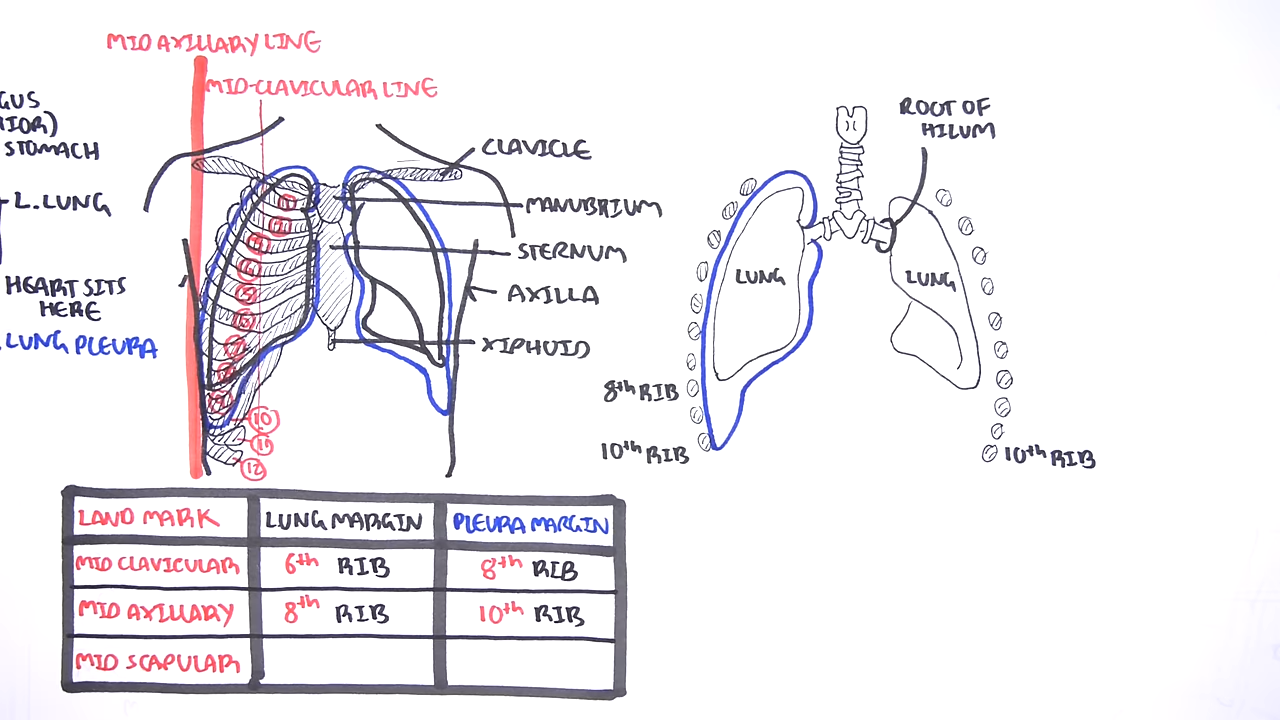 MID AXILLARY LINE
MID-CLAVICULAR LINE
GUS
RIOR)
STOMACH
L. LUNG
HEART SITS
HERE
LUNG PLEURA
CLAVICLE
MANUBRIUM
STERNUM
AXILLA
XIPHOID
10
11
12
ROOT OF
HILUM
LUNG
LUNG
8th RIB
10th RIB
10th RIB
LAND MARK LUNG MARGIN PLEURA MARGIN
MID CLAVICULAR 6th RIB 8th RIB
MID AXILLARY 8th RIB 10th RIB
MID SCAPULAR